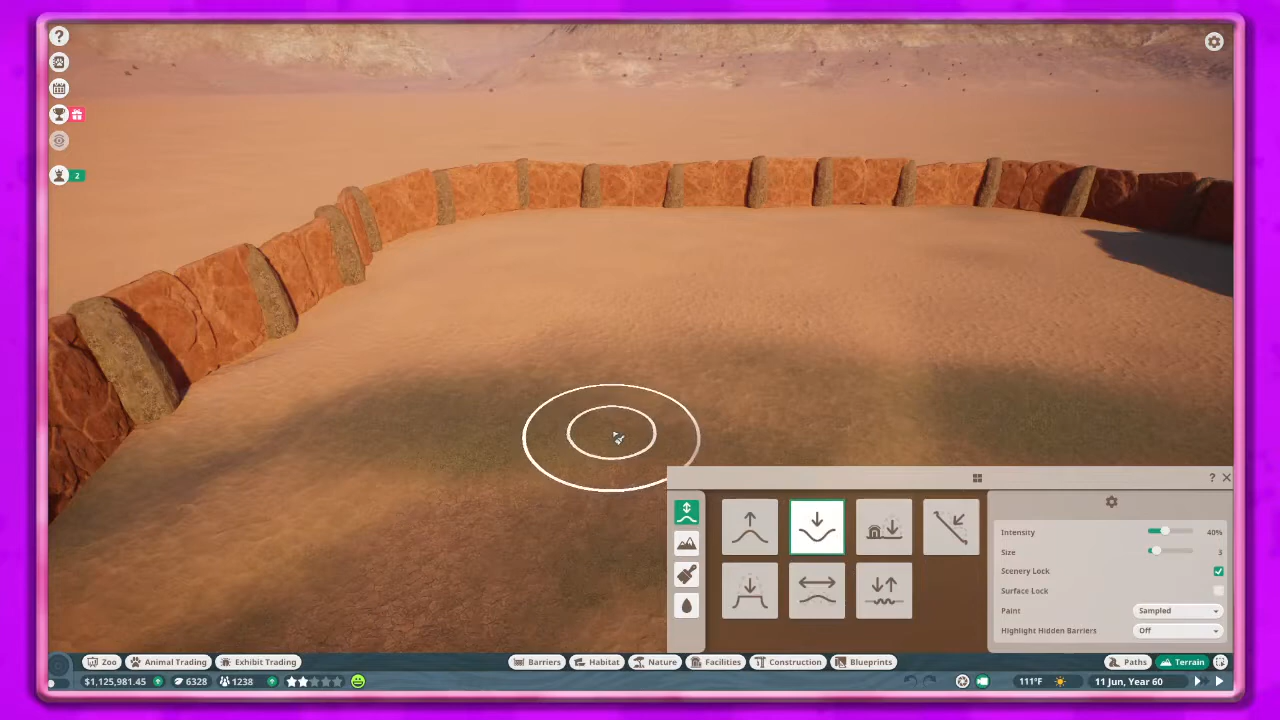 ?
2
? ×
Intensity 40%
Size 3
Scenery Lock
Surface Lock
Paint Sampled
Highlight Hidden Barriers Off
Zoo Animal Trading Exhibit Trading Barriers Habitat Nature Facilities Construction Blueprints Paths Terrain
$1,125,981.45 6328 1238 111°F 11 Jun, Year 60